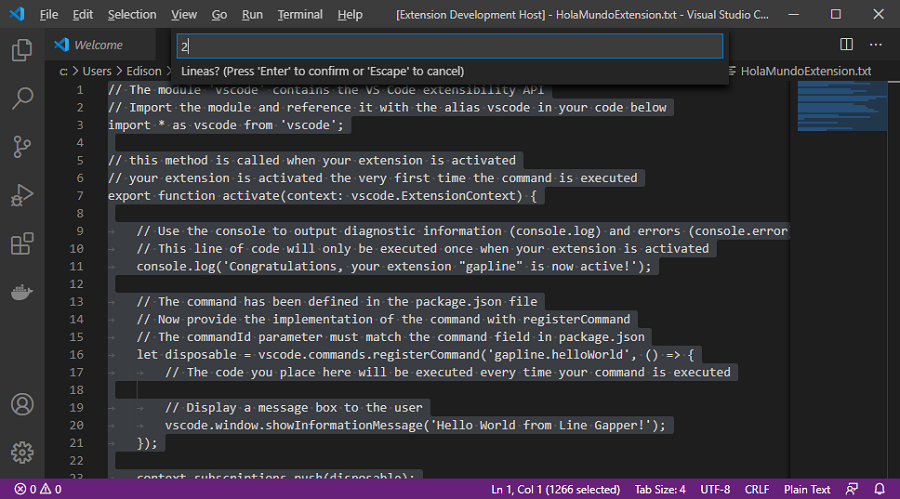 File Edit Selection View Go Run Terminal Help [Extension Development Host] - HolaMundoExtension.txt - Visual Studio C...
Welcome
2
Lineas? (Press 'Enter' to confirm or 'Escape' to cancel)
c: > Users > Edison > HolaMundoExtension.txt
1 // The module 'vscode' contains the VS Code extensibility API
2 // Import the module and reference it with the alias vscode in your code below
3 import * as vscode from 'vscode';
4
5 // this method is called when your extension is activated
6 // your extension is activated the very first time the command is executed
7 export function activate(context: vscode.ExtensionContext) {
8
9 // Use the console to output diagnostic information (console.log) and errors (console.error
10 // This line of code will only be executed once when your extension is activated
11 console.log('Congratulations, your extension "gapline" is now active!');
12
13 // The command has been defined in the package.json file
14 // Now provide the implementation of the command with registerCommand
15 // The commandId parameter must match the command field in package.json
16 let disposable = vscode.commands.registerCommand('gapline.helloWorld', () => {
17 // The code you place here will be executed every time your command is executed
18
19 // Display a message box to the user
20 vscode.window.showInformationMessage('Hello World from Line Gapper!');
21 });
22
23 context.subscriptions.push(disposable);
0 0 Ln 1, Col 1 (1266 selected) Tab Size: 4 UTF-8 CRLF Plain Text